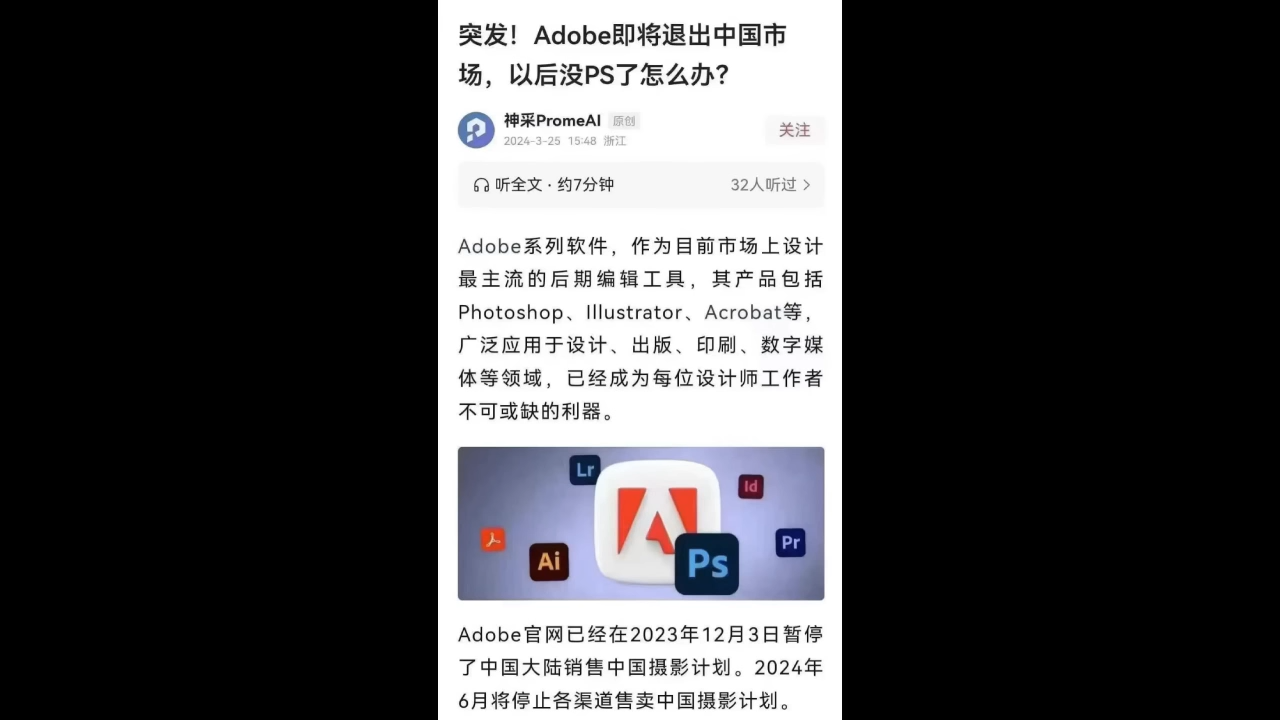 突发！Adobe即将退出中国市
场，以后没PS了怎么办？
神采PromeAI 原创
2024-3-25 15:48 浙江
关注
听全文·约7分钟
32人听过 >
Adobe系列软件，作为目前市场上设计
最主流的后期编辑工具，其产品包括
Photoshop、Illustrator、Acrobat等，
广泛应用于设计、出版、印刷、数字媒
体等领域，已经成为每位设计师工作者
不可或缺的利器。
Lr
Id
Pr
Ai
Ps
Adobe官网已经在2023年12月3日暂停
了中国大陆销售中国摄影计划。2024年
6月将停止各渠道售卖中国摄影计划。